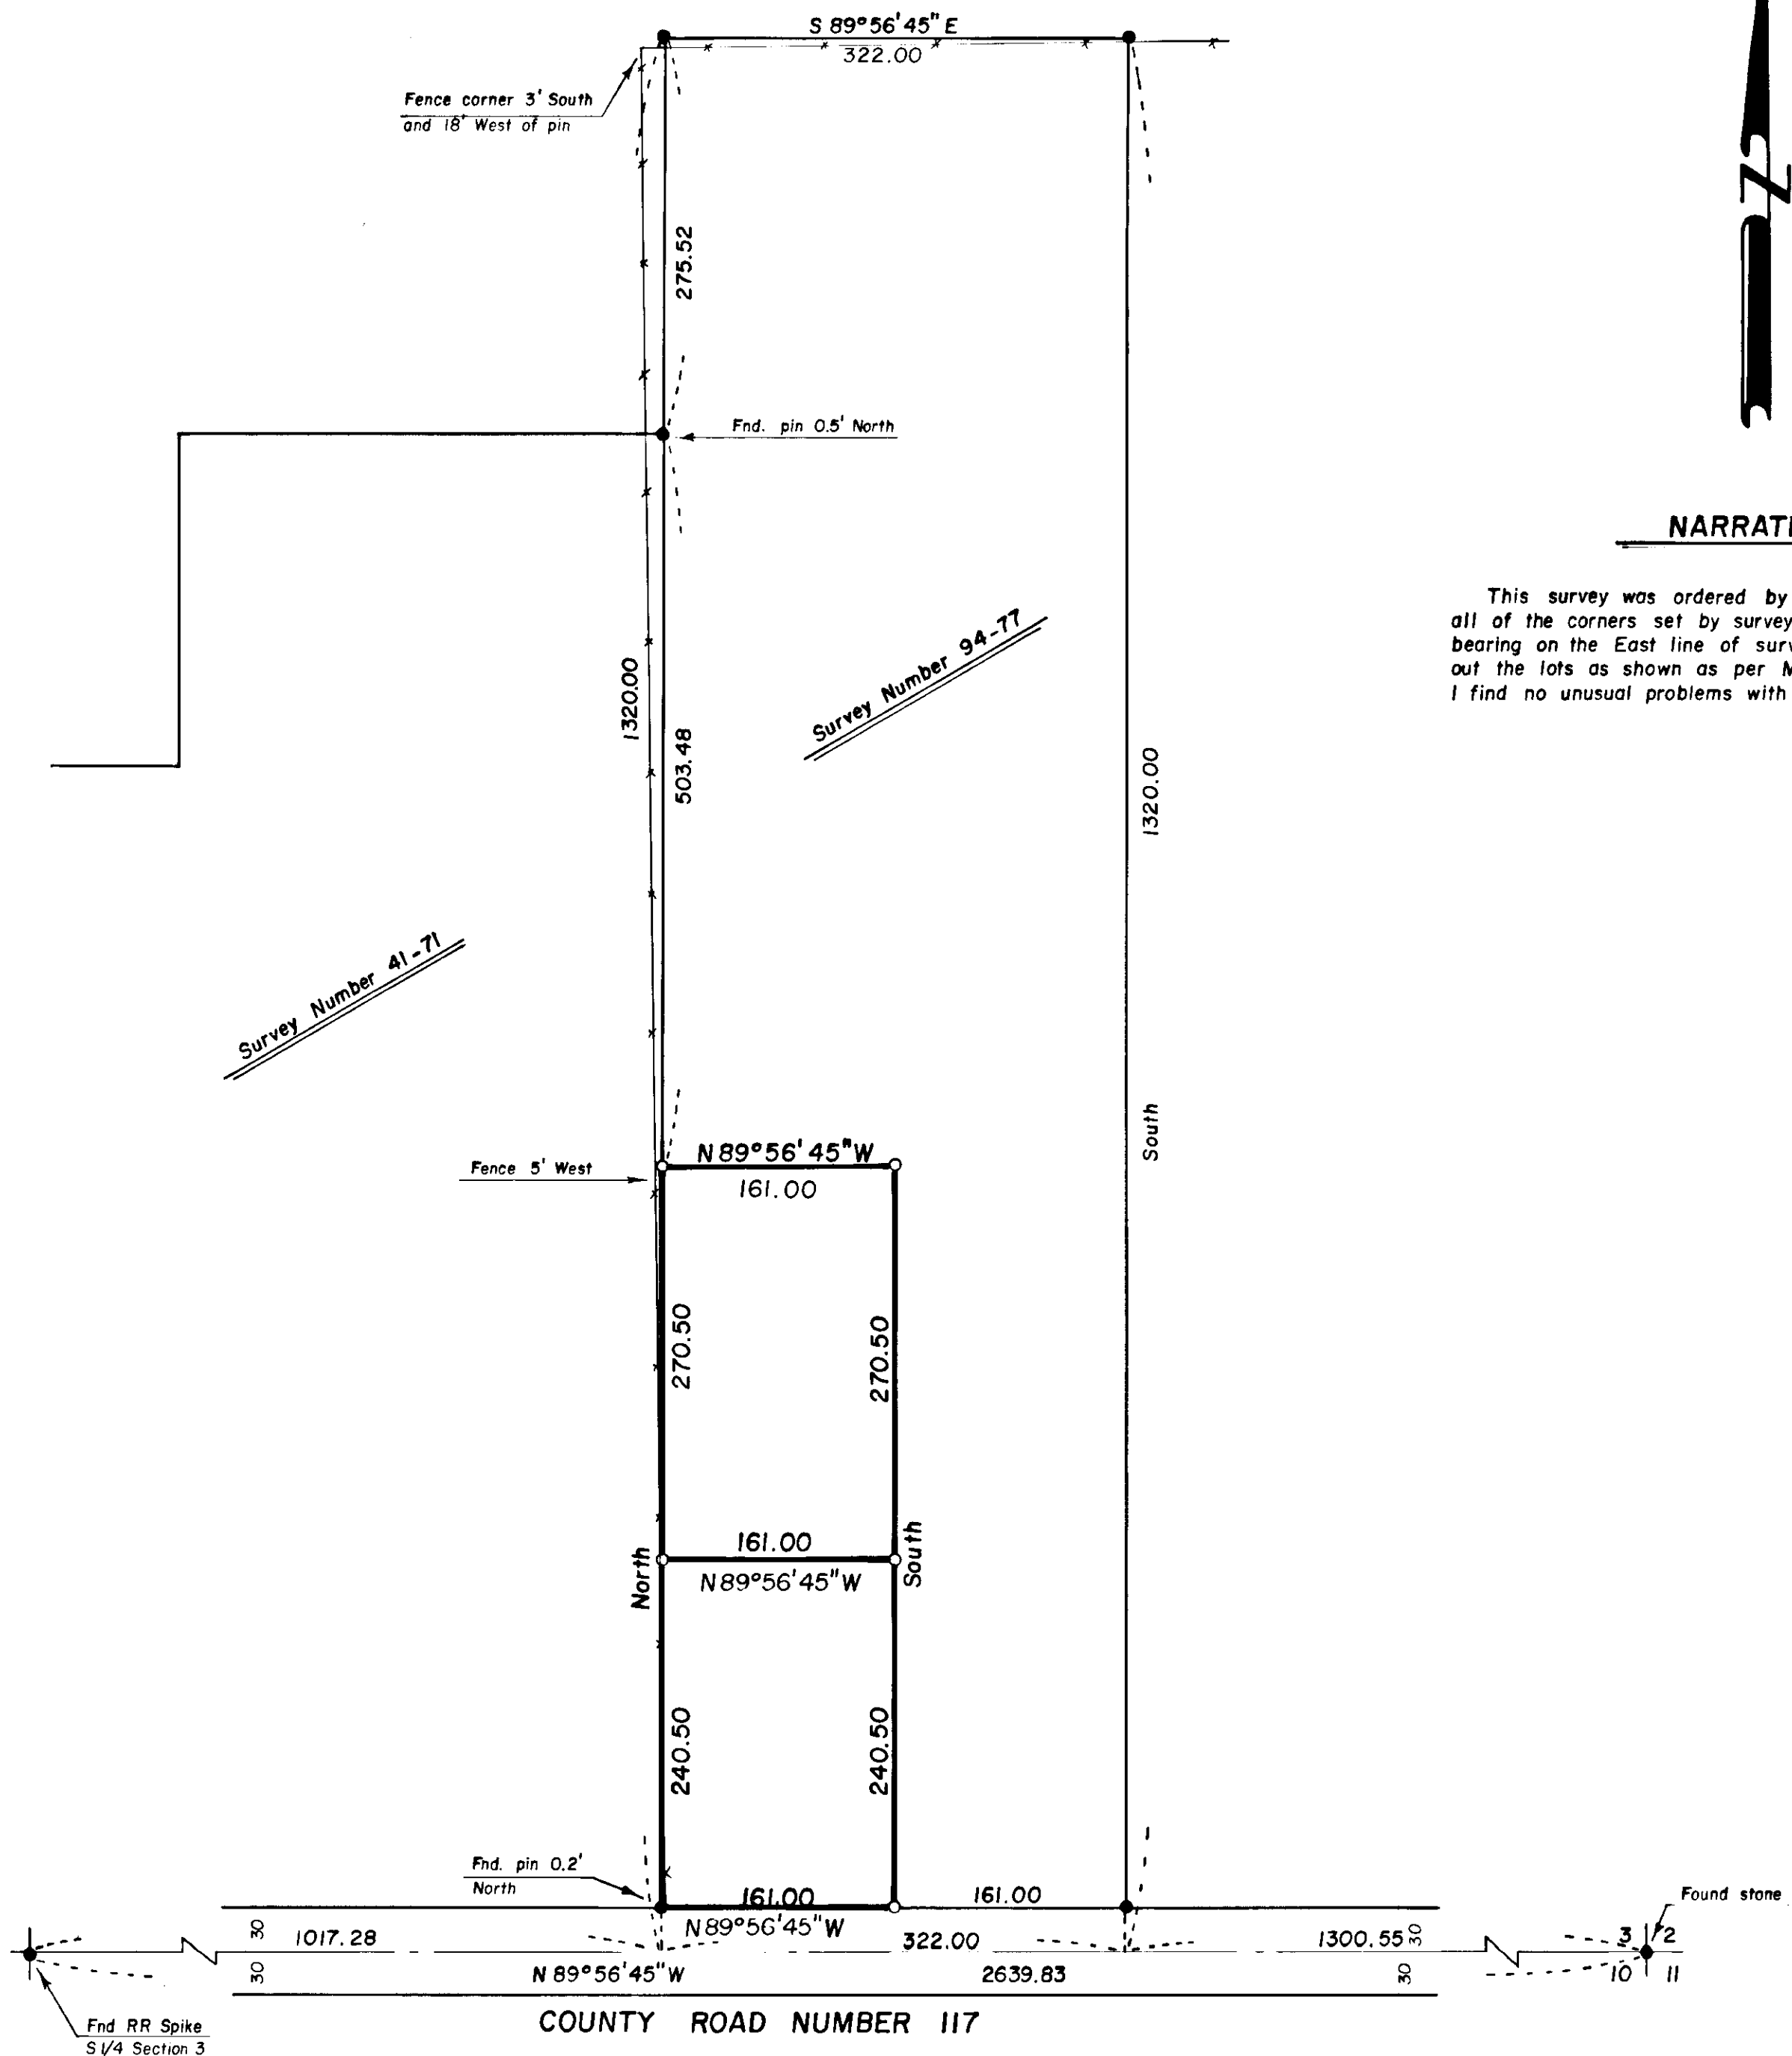 S 89°56'45" E
322.00
Fence corner 3' South
and 18' West of pin
275.52
Fnd. pin 0.5' North
NARRATI
This survey was ordered by
all of the corners set by survey
bearing on the East line of surv
out the lots as shown as per M
I find no unusual problems with
Survey Number 94-77
1320.00
503.48
1320.00
Survey Number 41-71
South
N 89°56'45" W
161.00
Fence 5' West
270.50
270.50
161.00
N 89°56'45" W
North
South
240.50
240.50
Fnd. pin 0.2'
North
161.00
161.00
N 89°56'45" W
Found stone
30
1017.28
322.00
1300.55
30
3 2
30
N 89°56'45" W
2639.83
30
10 11
COUNTY ROAD NUMBER 117
Fnd RR Spike
S 1/4 Section 3